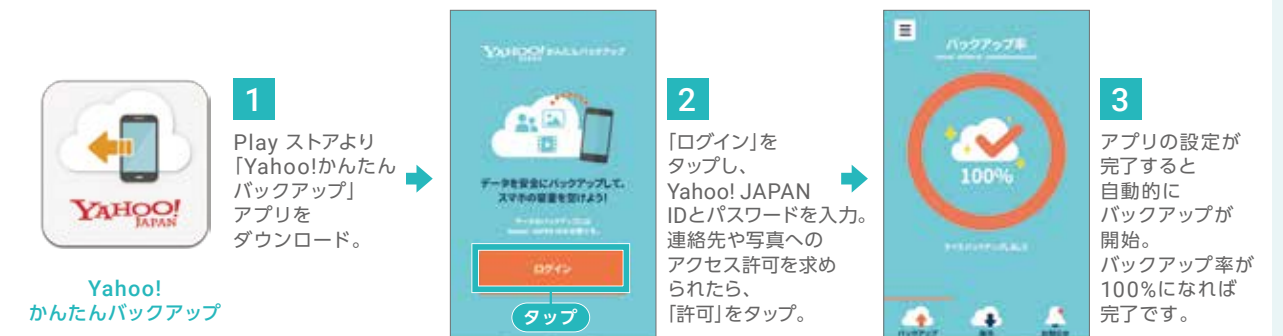 YAHOO!
JAPAN
Yahoo!
かんたんバックアップ
1
Play ストアより
「Yahoo!かんたん
バックアップ」
アプリを
ダウンロード。
YAHOO! かんたんバックアップ
JAPAN
データを安全にバックアップして、
スマホの容量を空けよう!
ログイン
タップ
2
「ログイン」を
タップし、
Yahoo! JAPAN
IDとパスワードを入力。
連絡先や写真への
アクセス許可を求め
られたら、
「許可」をタップ。
バックアップ率
100%
バックアップ
3
アプリの設定が
完了すると
自動的に
バックアップが
開始。
バックアップ率が
100%になれば
完了です。